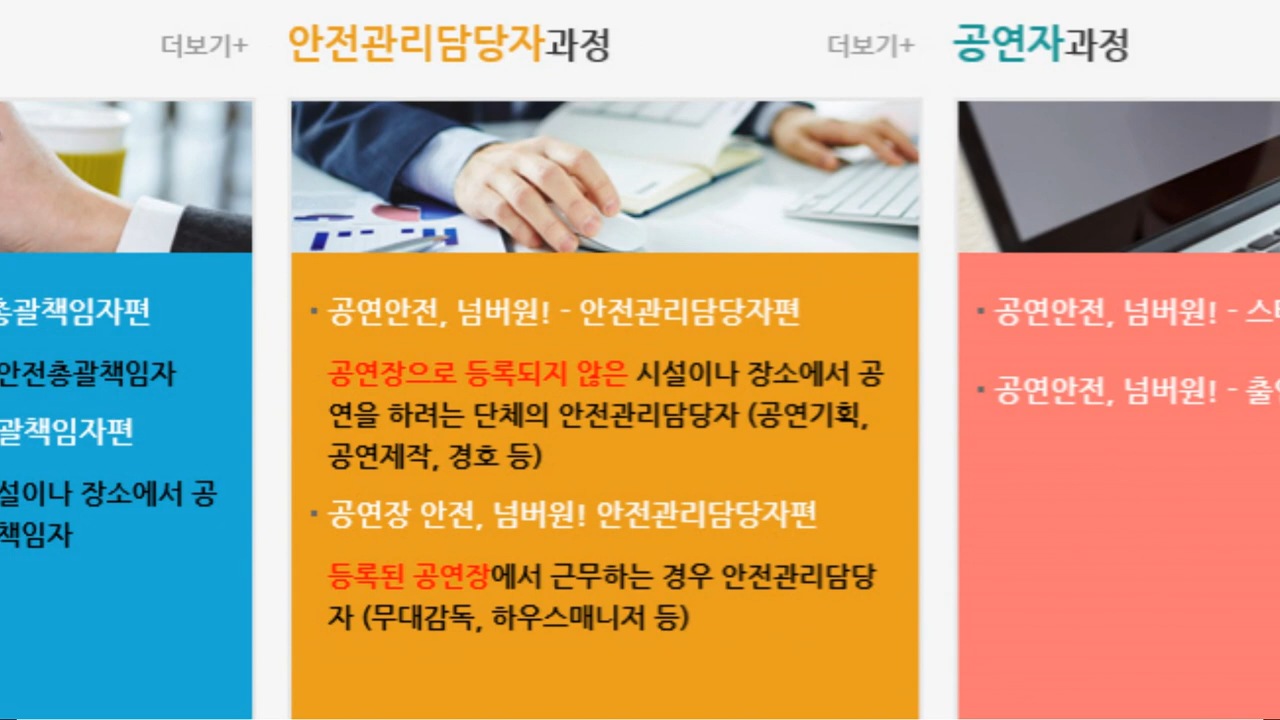 더보기+
안전관리담당자과정
더보기+
공연자과정
총괄책임자편
안전총괄책임자
괄책임자편
설이나 장소에서 공
책임자
공연안전, 넘버원! - 안전관리담당자편
공연장으로 등록되지 않은 시설이나 장소에서 공
연을 하려는 단체의 안전관리담당자 (공연기획,
공연제작, 경호 등)
공연장 안전, 넘버원! 안전관리담당자편
등록된 공연장에서 근무하는 경우 안전관리담당
자 (무대감독, 하우스매니저 등)
공연안전, 넘버원! - 
공연안전, 넘버원! - 출